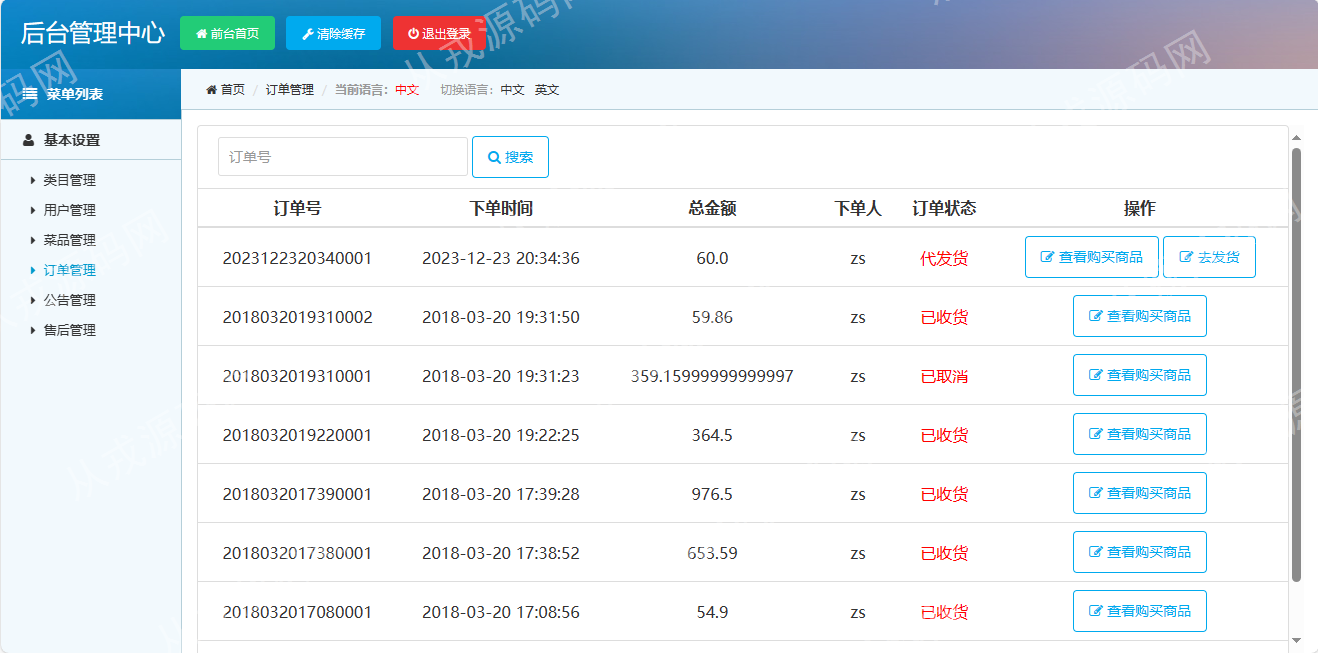 后台管理中心 前台首页 清除缓存 退出登录
菜单列表
首页 / 订单管理 / 当前语言：中文 切换语言：中文 英文
基本设置
类目管理
用户管理
菜品管理
订单管理
公告管理
售后管理
订单号 搜索
订单号 下单时间 总金额 下单人 订单状态 操作
2023122320340001 2023-12-23 20:34:36 60.0 zs 代发货 查看购买商品 去发货
2018032019310002 2018-03-20 19:31:50 59.86 zs 已收货 查看购买商品
2018032019310001 2018-03-20 19:31:23 359.15999999999997 zs 已取消 查看购买商品
2018032019220001 2018-03-20 19:22:25 364.5 zs 已收货 查看购买商品
2018032017390001 2018-03-20 17:39:28 976.5 zs 已收货 查看购买商品
2018032017380001 2018-03-20 17:38:52 653.59 zs 已收货 查看购买商品
2018032017080001 2018-03-20 17:08:56 54.9 zs 已收货 查看购买商品
从戎源码网